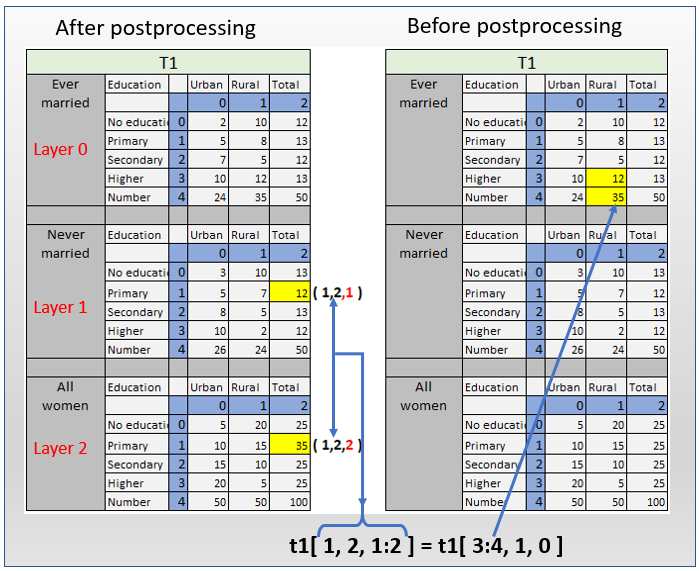 After postprocessing
T1
Ever married Education Urban Rural Total
0 1 2
No educati 0 2 10 12
Layer 0 Primary 1 5 8 13
Secondary 2 7 5 12
Higher 3 10 12 13
Number 4 24 35 50
Never married Education Urban Rural Total
0 1 2
No educati 0 3 10 13
Layer 1 Primary 1 5 7 12 ( 1,2,1 )
Secondary 2 8 5 13
Higher 3 10 2 12
Number 4 26 24 50
All women Education Urban Rural Total
0 1 2
No educati 0 5 20 25
Layer 2 Primary 1 10 15 35 ( 1,2,2 )
Secondary 2 15 10 25
Higher 3 20 5 25
Number 4 50 50 100
Before postprocessing
T1
Ever married Education Urban Rural Total
0 1 2
No educati 0 2 10 12
Primary 1 5 8 13
Secondary 2 7 5 12
Higher 3 10 12 13
Number 4 24 35 50
Never married Education Urban Rural Total
0 1 2
No educati 0 3 10 13
Primary 1 5 7 12
Secondary 2 8 5 13
Higher 3 10 2 12
Number 4 26 24 50
All women Education Urban Rural Total
0 1 2
No educati 0 5 20 25
Primary 1 10 15 25
Secondary 2 15 10 25
Higher 3 20 5 25
Number 4 50 50 100
t1[ 1, 2, 1:2 ] = t1[ 3:4, 1, 0 ]